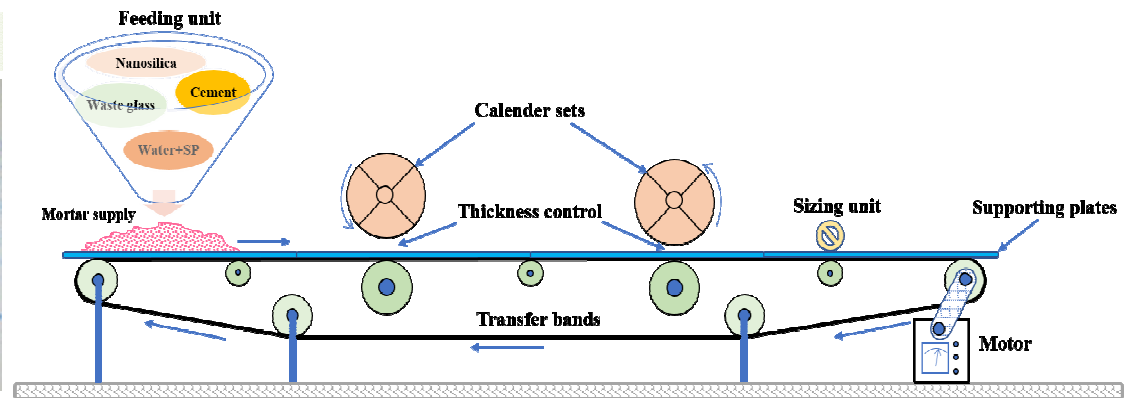 Feeding unit
Nanosilica
Cement
Waste glass
Water+SP
Calender sets
Mortar supply
Thickness control
Sizing unit
Supporting plates
Transfer bands
Motor